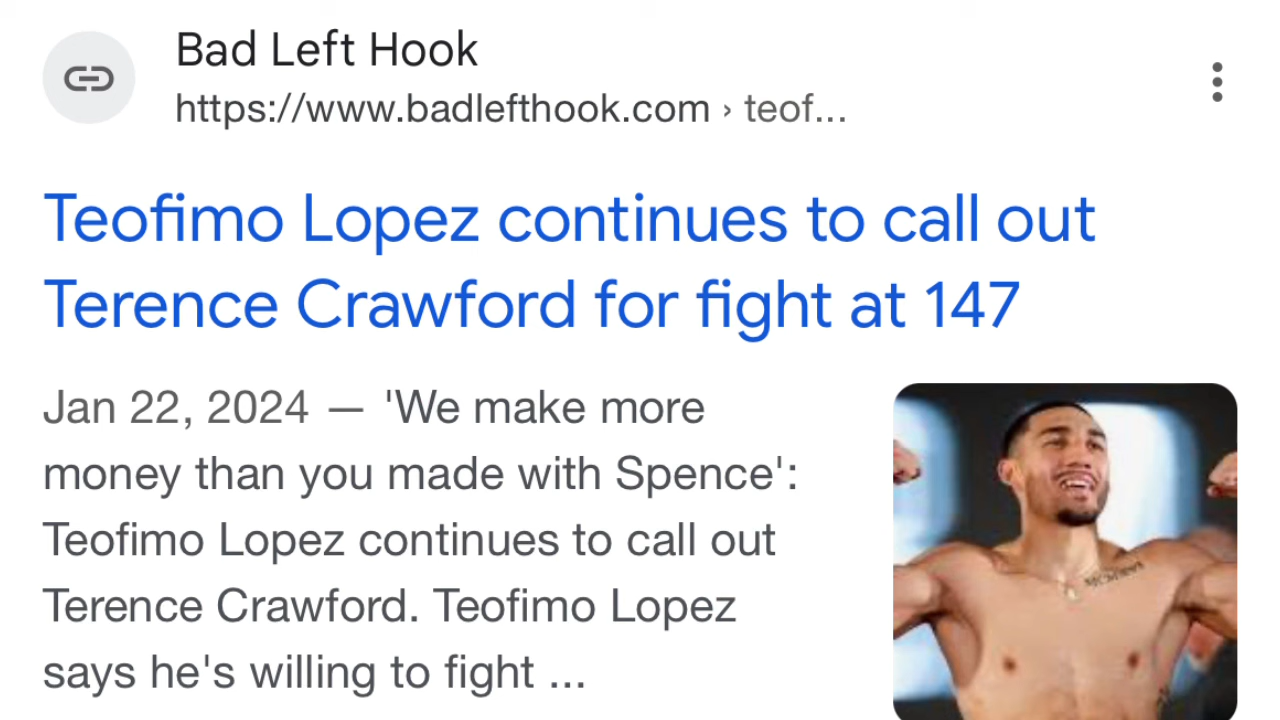 Bad Left Hook
https://www.badlefthook.com › teof...
Teofimo Lopez continues to call out
Terence Crawford for fight at 147
Jan 22, 2024 — 'We make more
money than you made with Spence':
Teofimo Lopez continues to call out
Terence Crawford. Teofimo Lopez
says he's willing to fight ...